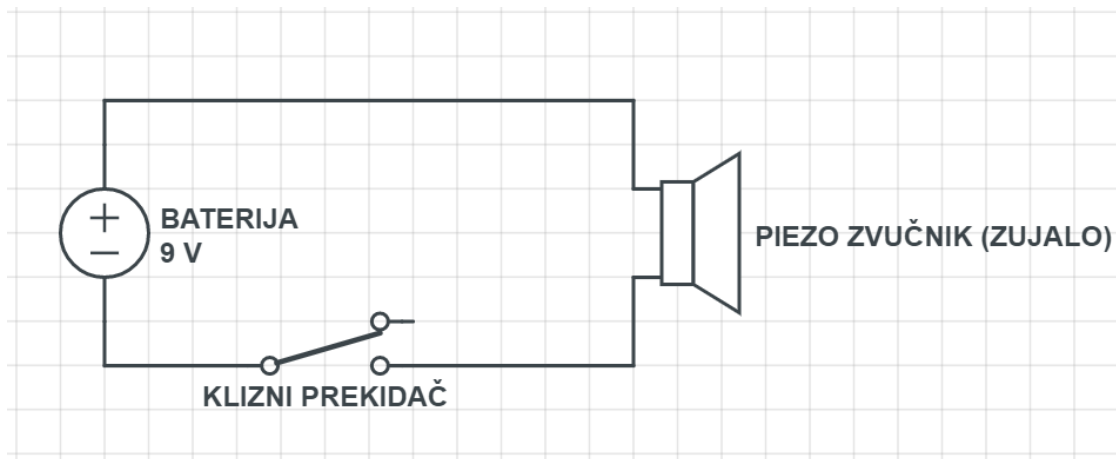 BATERIJA
9 V
PIEZO ZVUČNIK (ZUJALO)
KLIZNI PREKIDAČ